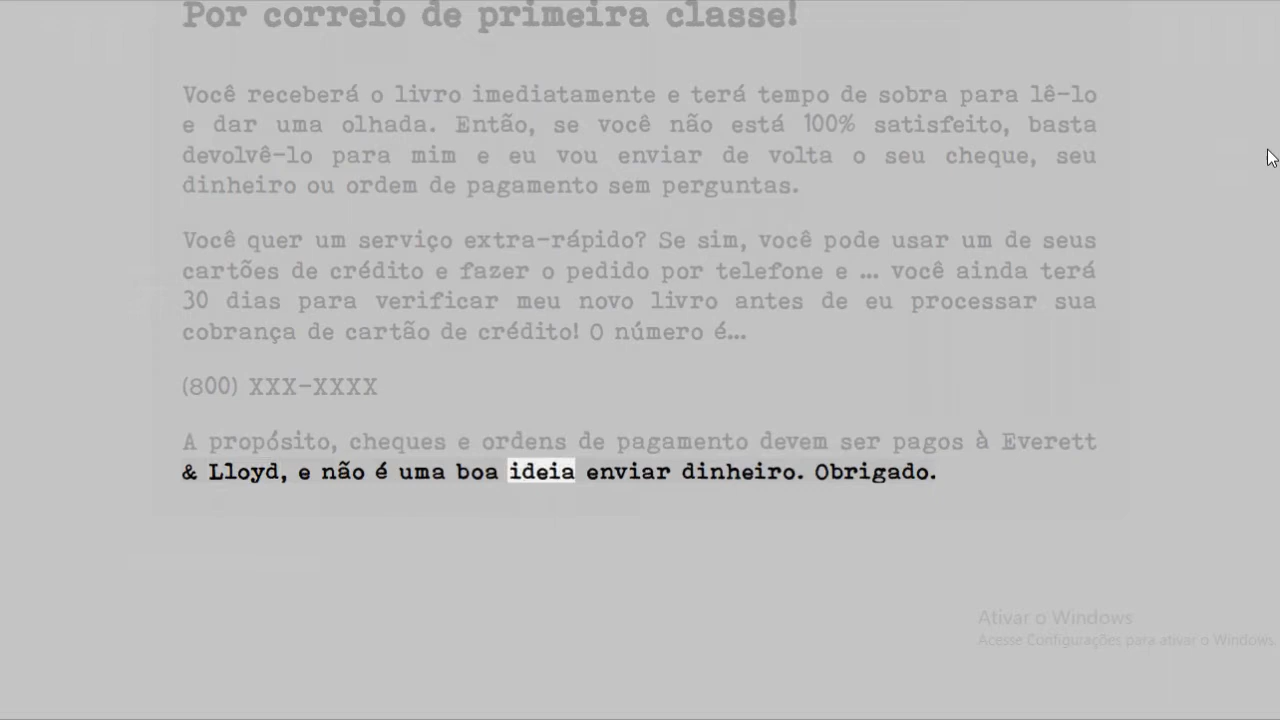 Por correio de primeira classe!
Você receberá o livro imediatamente e terá tempo de sobra para lê-lo
e dar uma olhada. Então, se você não está 100% satisfeito, basta
devolvê-lo para mim e eu vou enviar de volta o seu cheque, seu
dinheiro ou ordem de pagamento sem perguntas.
Você quer um serviço extra-rápido? Se sim, você pode usar um de seus
cartões de crédito e fazer o pedido por telefone e … você ainda terá
30 dias para verificar meu novo livro antes de eu processar sua
cobrança de cartão de crédito! O número é…
(800) XXX-XXXX
A propósito, cheques e ordens de pagamento devem ser pagos à Everett
& Lloyd, e não é uma boa ideia enviar dinheiro. Obrigado.
Ativar o Windows
Acesse Configurações para ativar o Windows.